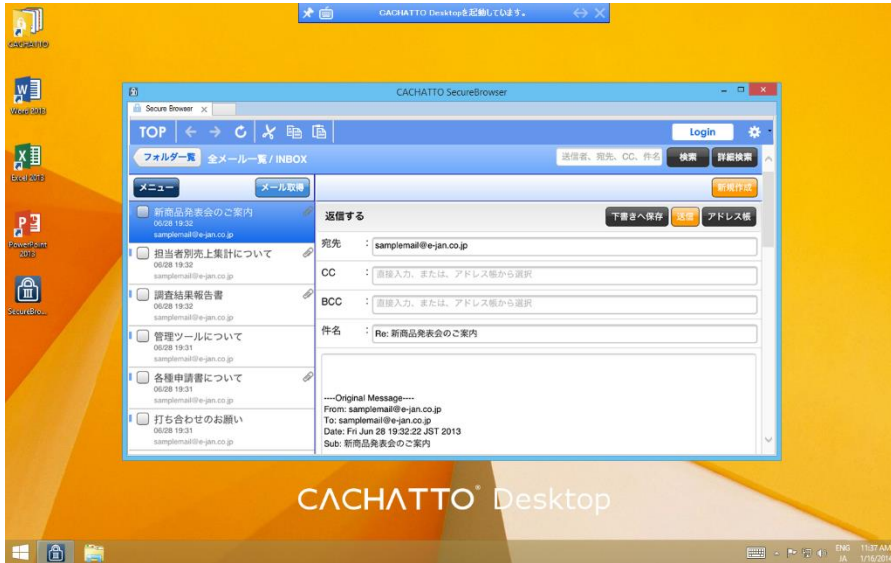 CACHATTO Desktopを起動しています。
CACHATTO
Word 2013
Excel 2013
PowerPoint
2013
SecureBro...
CACHATTO SecureBrowser
Secure Browser
TOP
Login
フォルダ一覧
全メール一覧 / INBOX
送信者、宛先、CC、件名
検索
詳細検索
メニュー
メール取得
新規作成
新商品発表会のご案内
06/28 19:32
samplemail@e-jan.co.jp
担当者別売上集計について
06/28 19:32
samplemail@e-jan.co.jp
調査結果報告書
06/28 19:32
samplemail@e-jan.co.jp
管理ツールについて
06/28 19:31
samplemail@e-jan.co.jp
各種申請書について
06/28 19:31
samplemail@e-jan.co.jp
打ち合わせのお願い
06/28 19:31
samplemail@e-jan.co.jp
返信する
下書きへ保存
送信
アドレス帳
宛先 : samplemail@e-jan.co.jp
CC : 直接入力、または、アドレス帳から選択
BCC : 直接入力、または、アドレス帳から選択
件名 : Re: 新商品発表会のご案内
----Original Message----
From: samplemail@e-jan.co.jp
To: samplemail@e-jan.co.jp
Date: Fri Jun 28 19:32:22 JST 2013
Sub: 新商品発表会のご案内
CACHATTO® Desktop
ENG 11:37 AM
JA 1/16/2014